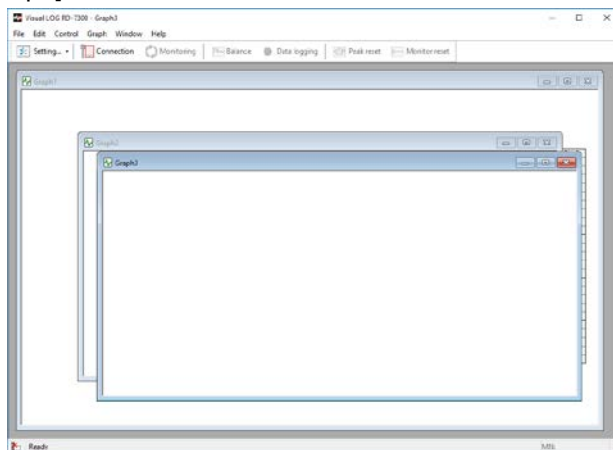 Visual LOG RD-7300 - Graph3
File Edit Control Graph Window Help
Setting... Connection Monitoring Balance Data logging Peak reset Monitor reset
Graph1
Graph2
Graph3
Ready